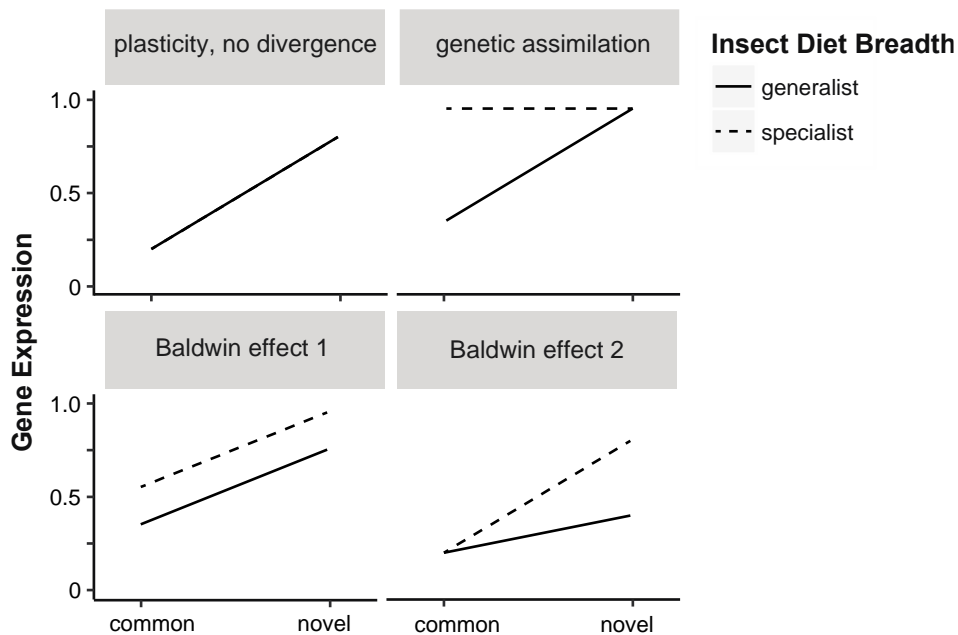 plasticity, no divergence
genetic assimilation
Insect Diet Breadth
generalist
specialist
Gene Expression
1.0
0.5
0
Baldwin effect 1
Baldwin effect 2
1.0
0.5
0
common
novel
common
novel